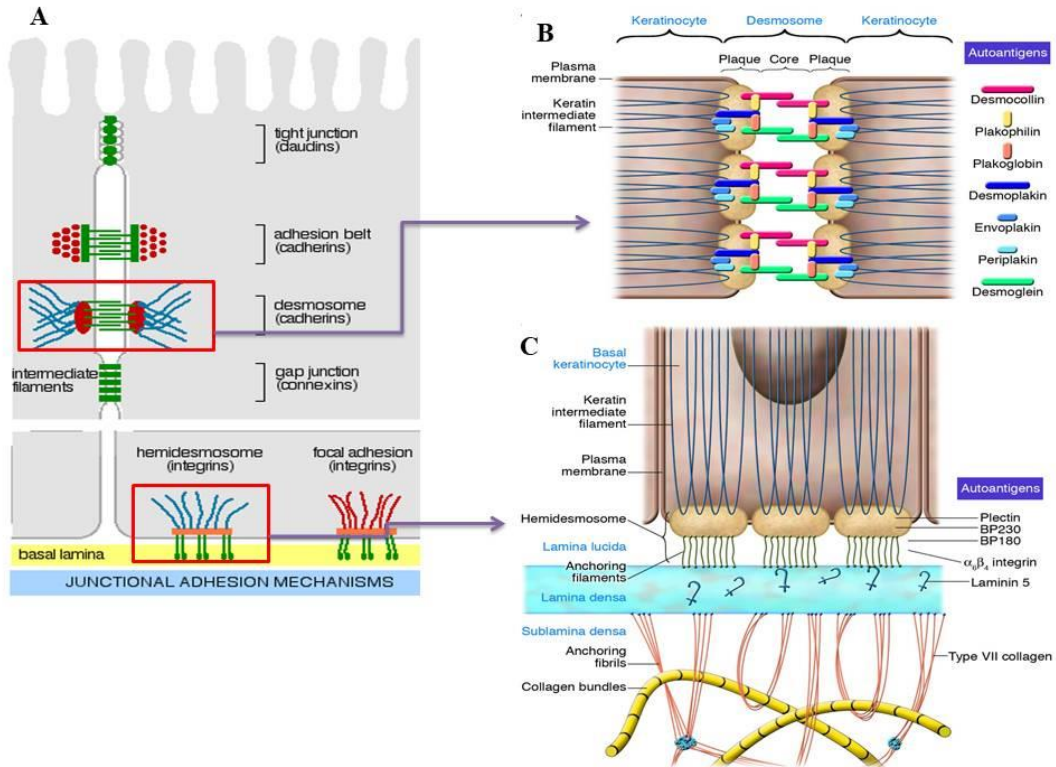 A
tight junction
(claudins)
adhesion belt
(cadherins)
desmosome
(cadherins)
intermediate
filaments
gap junction
(connexins)
hemidesmosome
(integrins)
focal adhesion
(integrins)
basal lamina
JUNCTIONAL ADHESION MECHANISMS
B
Keratinocyte
Desmosome
Keratinocyte
Plasma
membrane
Plaque
Core
Plaque
Keratin
intermediate
filament
Autoantigens
Desmocollin
Plakophilin
Plakoglobin
Desmoplakin
Envoplakin
Periplakin
Desmoglein
C
Basal
keratinocyte
Keratin
intermediate
filament
Plasma
membrane
Hemidesmosome
Lamina lucida
Anchoring
filaments
Lamina densa
Sublamina densa
Anchoring
fibrils
Collagen bundles
Autoantigens
Plectin
BP230
BP180
α6β4 integrin
Laminin 5
Type VII collagen